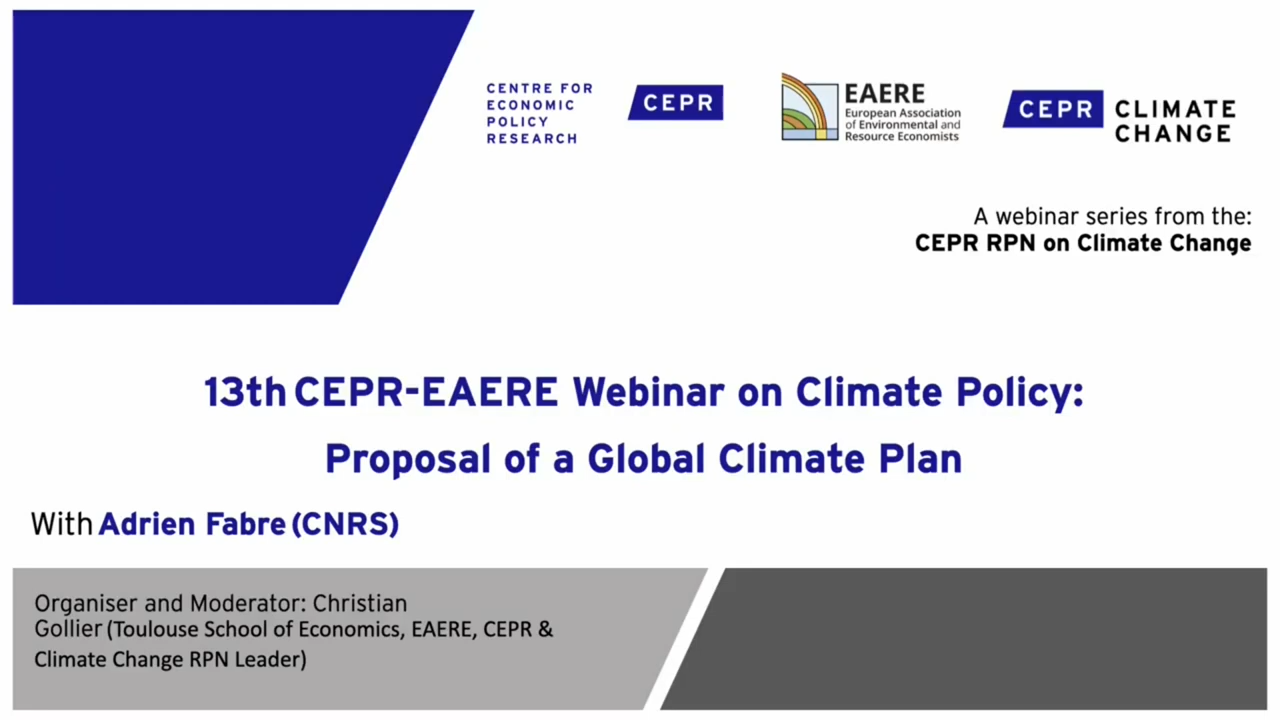 CENTRE FOR
ECONOMIC
POLICY
RESEARCH
CEPR
EAERE
European Association
of Environmental and
Resource Economists
CEPR
CLIMATE
CHANGE
A webinar series from the:
CEPR RPN on Climate Change
13th CEPR-EAERE Webinar on Climate Policy:
Proposal of a Global Climate Plan
With Adrien Fabre (CNRS)
Organiser and Moderator: Christian
Gollier (Toulouse School of Economics, EAERE, CEPR &
Climate Change RPN Leader)